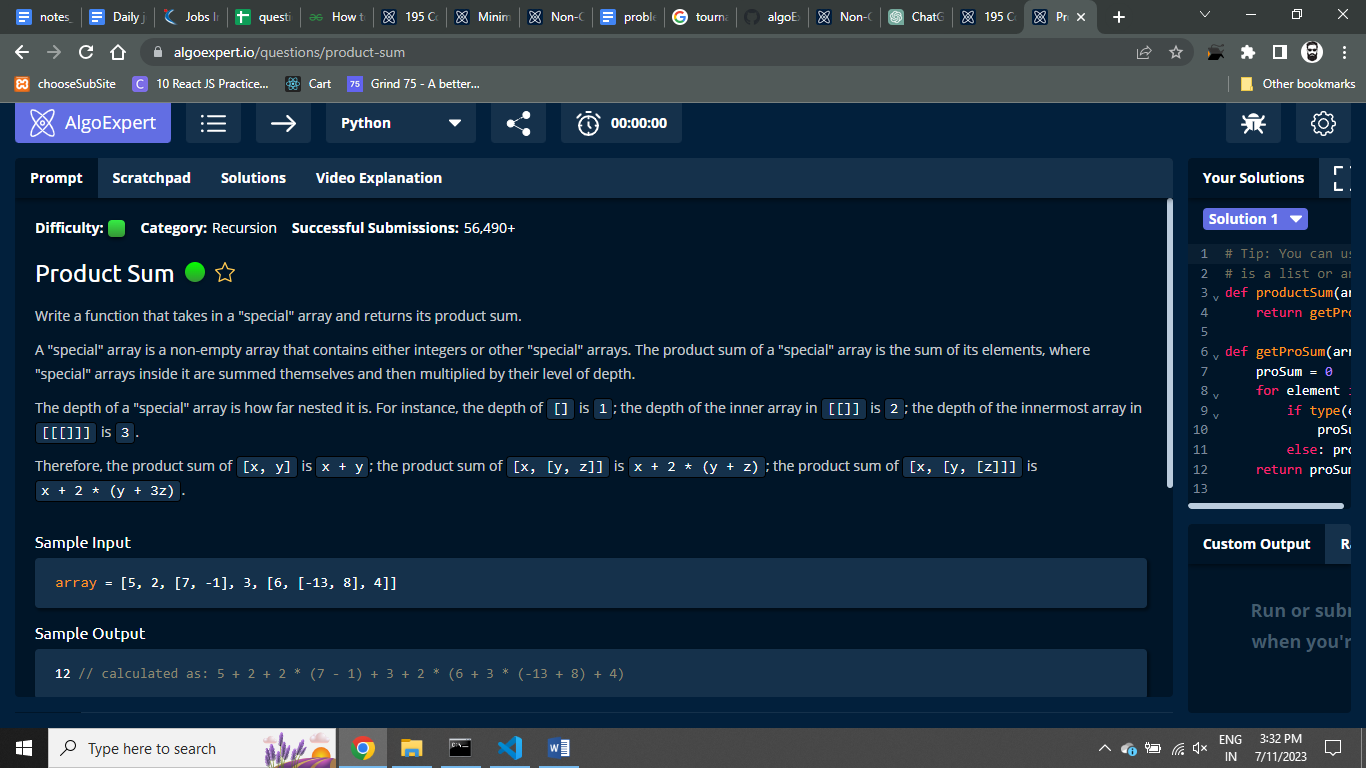 notes_
Daily j
Jobs In
questi
How t
195 Co
Minim
Non-C
proble
tourn
algoE
Non-C
ChatG
195 C
Pr
algoexpert.io/questions/product-sum
chooseSubSite
C 10 React JS Practice...
Cart
75 Grind 75 - A better...
Other bookmarks
AlgoExpert
Python
00:00:00
Prompt Scratchpad Solutions Video Explanation
Difficulty: Category: Recursion Successful Submissions: 56,490+
Product Sum
Write a function that takes in a "special" array and returns its product sum.
A "special" array is a non-empty array that contains either integers or other "special" arrays. The product sum of a "special" array is the sum of its elements, where
"special" arrays inside it are summed themselves and then multiplied by their level of depth.
The depth of a "special" array is how far nested it is. For instance, the depth of [] is 1; the depth of the inner array in [[]] is 2; the depth of the innermost array in
[[[]]] is 3.
Therefore, the product sum of [x, y] is x + y; the product sum of [x, [y, z]] is x + 2 * (y + z); the product sum of [x, [y, [z]]] is
x + 2 * (y + 3z).
Sample Input
array = [5, 2, [7, -1], 3, [6, [-13, 8], 4]]
Sample Output
12 // calculated as: 5 + 2 + 2 * (7 - 1) + 3 + 2 * (6 + 3 * (-13 + 8) + 4)
Your Solutions
Solution 1
1 # Tip: You can us
2 # is a list or an
3 def productSum(ar
4 return getPro
5
6 def getProSum(arr
7 proSum = 0
8 for element i
9 if type(e
10 proSu
11 else: pro
12 return proSum
13
Custom Output
Ra
Run or subm
when you'r
Type here to search
ENG
IN
3:32 PM
7/11/2023